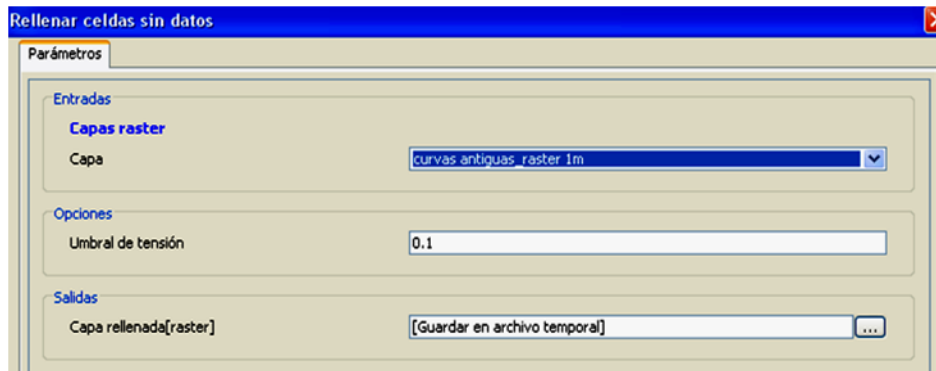 Rellenar celdas sin datos
Parámetros
Entradas
Capas raster
Capa curvas antiguas_raster 1m
Opciones
Umbral de tensión 0.1
Salidas
Capa rellenada[raster] [Guardar en archivo temporal] ...